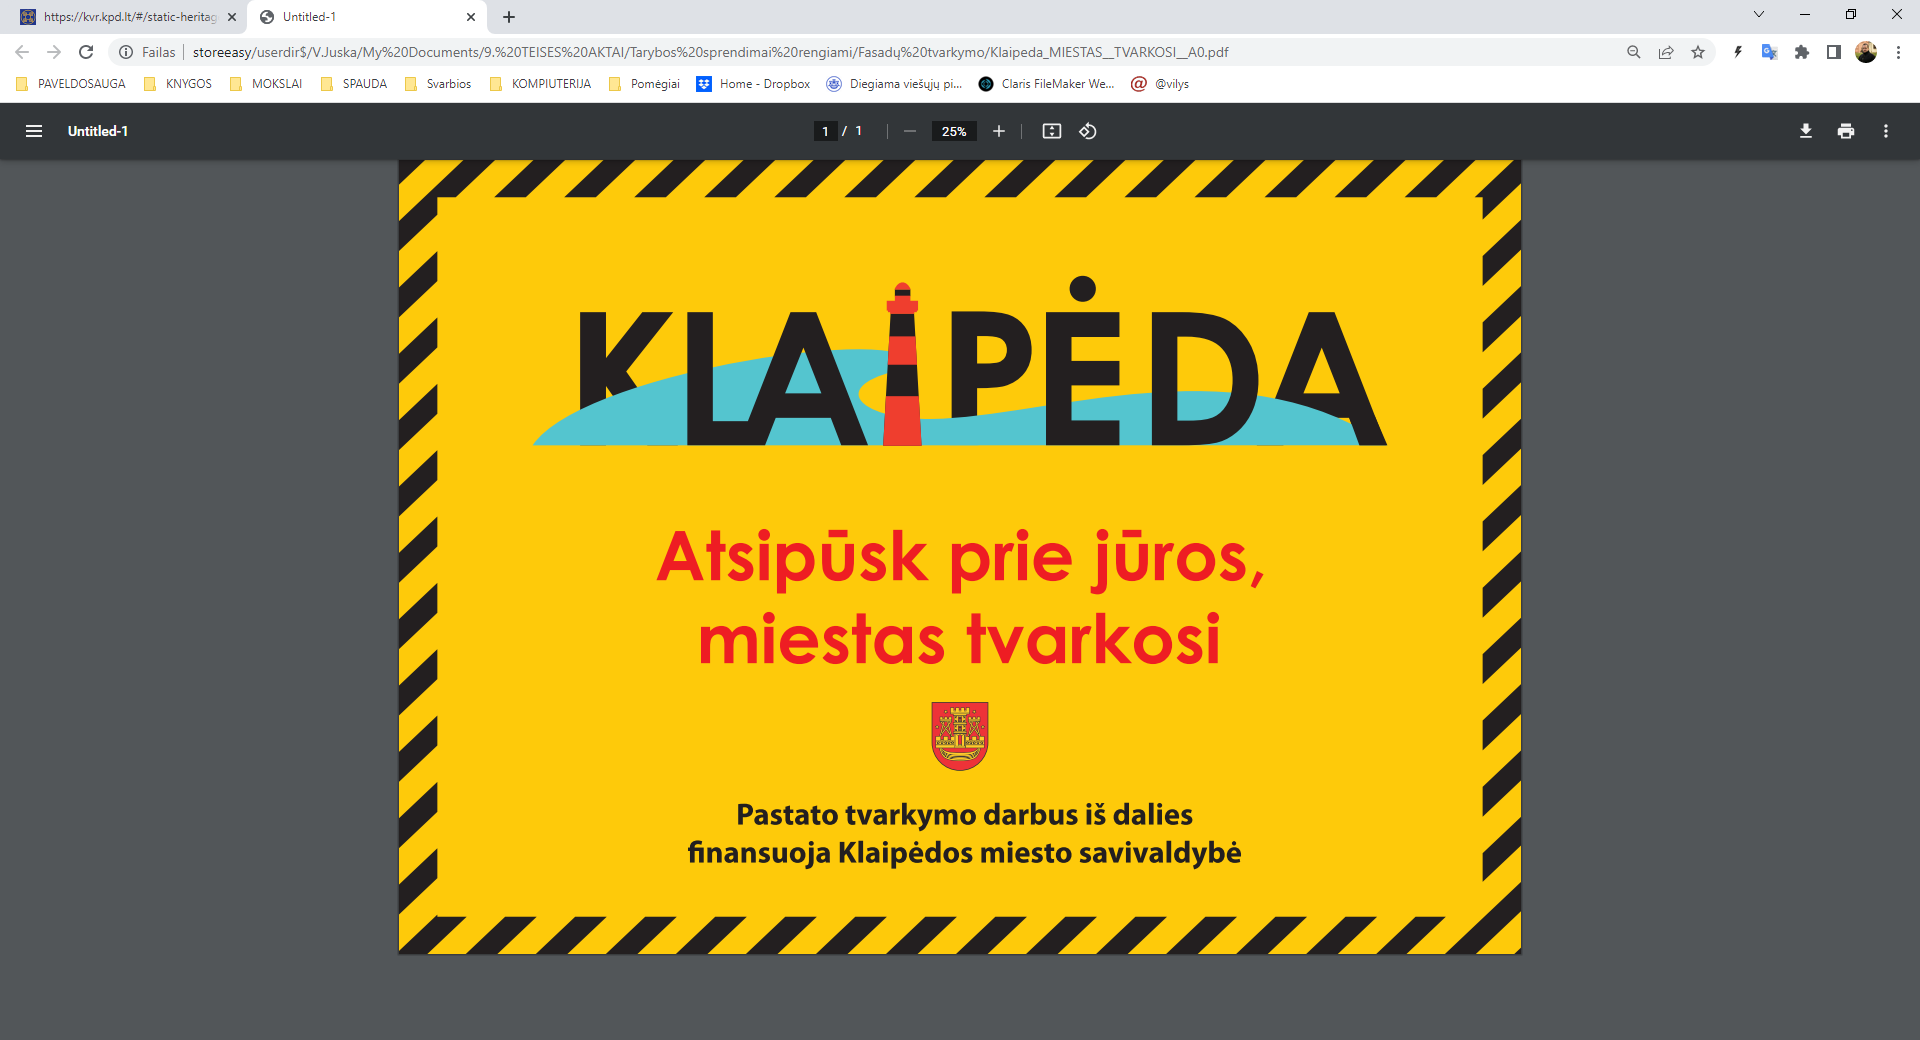 https://kvr.kpd.lt/#/static-heritag
Untitled-1
Failas
storeeasy/userdir$/V.Juska/My%20Documents/9.%20TEISES%20AKTAI/Tarybos%20sprendimai%20rengiami/Fasadų%20tvarkymo/Klaipeda_MIESTAS__TVARKOSI__A0.pdf
PAVELDOSAUGA KNYGOS MOKSLAI SPAUDA Svarbios KOMPIUTERIJA Pomėgiai Home - Dropbox Diegiama viešųjų pi... Claris FileMaker We... @vilys
Untitled-1
1 / 1
25%
KLAIPĖDA
Atsipūsk prie jūros,
miestas tvarkosi
Pastato tvarkymo darbus iš dalies
finansuoja Klaipėdos miesto savivaldybė